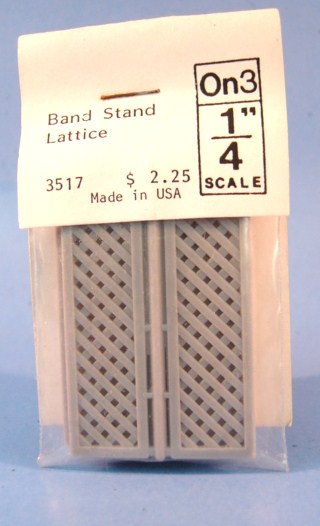 On3
1"
4
SCALE
Band Stand
Lattice
3517 $ 2.25
Made in USA